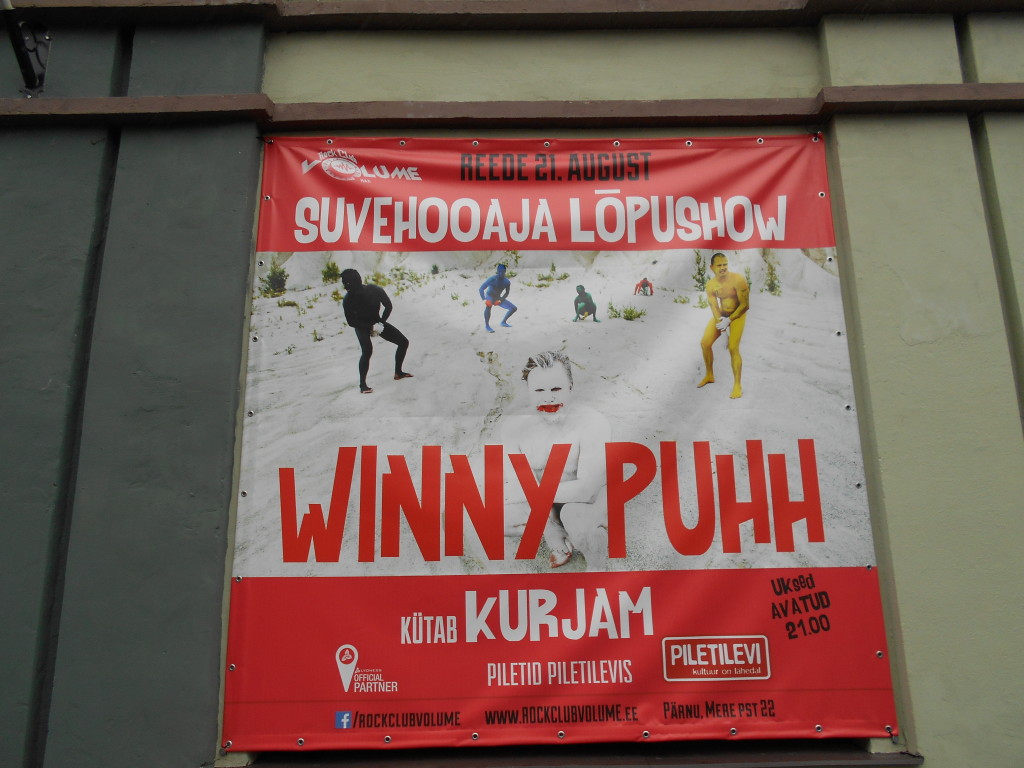 Rock Club
VOLUME
REEDE 21. AUGUST
SUVEHOOAJA LÕPUSHOW
WINNY PUHH
KÜTAB KURJAM
UKSED
AVATUD
21.00
OFFICIAL
PARTNER
PILETID PILETILEVIS
PILETILEVI
kultuur on lähedal
f/ROCKCLUBVOLUME WWW.ROCKCLUBVOLUME.EE PÄRNU, MERE PST 22